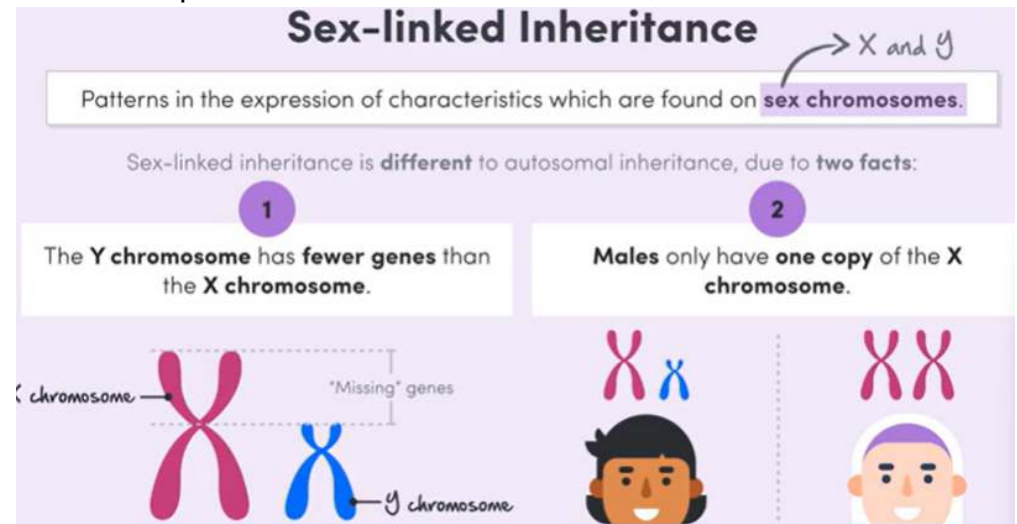 Sex-linked Inheritance
X and Y
Patterns in the expression of characteristics which are found on sex chromosomes.
Sex-linked inheritance is different to autosomal inheritance, due to two facts:
1
The Y chromosome has fewer genes than
the X chromosome.
"Missing" genes
chromosome
Y chromosome
2
Males only have one copy of the X
chromosome.